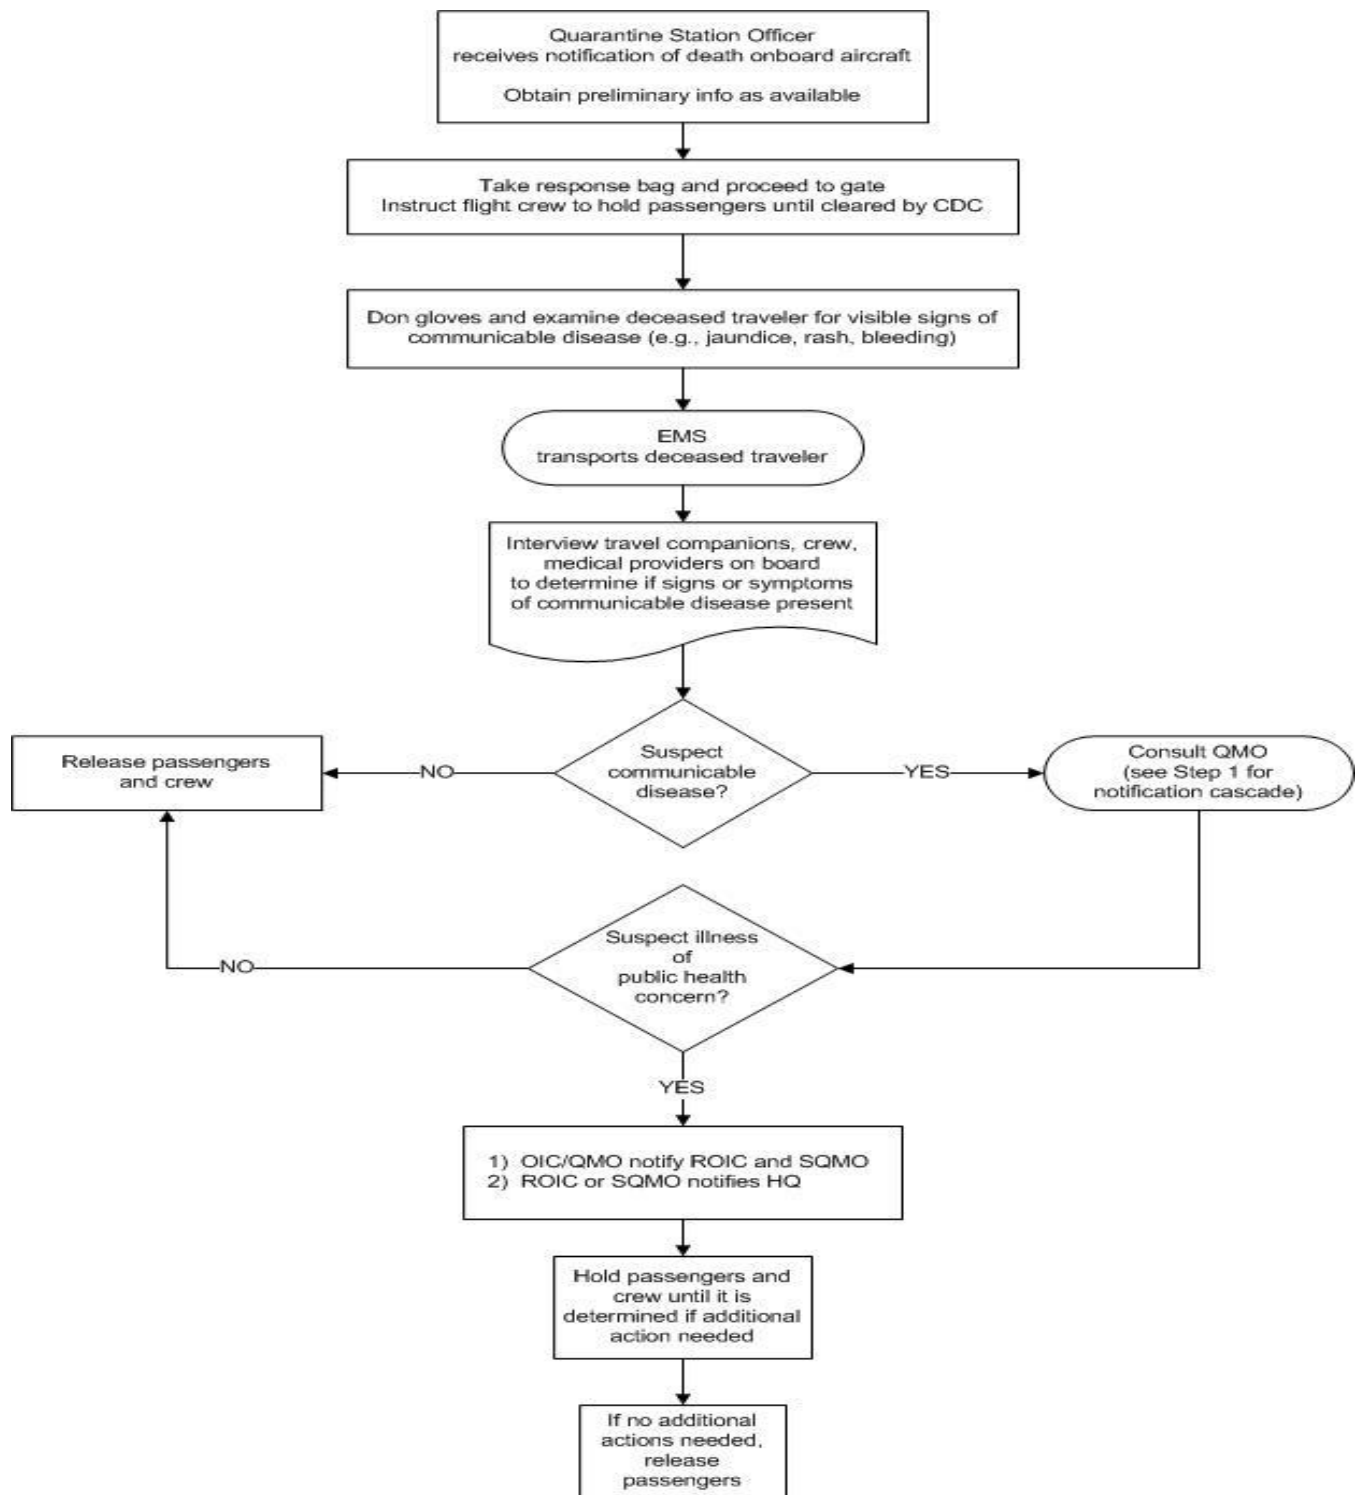 Quarantine Station Officer
receives notification of death onboard aircraft
Obtain preliminary info as available
Take response bag and proceed to gate
Instruct flight crew to hold passengers until cleared by CDC
Don gloves and examine deceased traveler for visible signs of
communicable disease (e.g., jaundice, rash, bleeding)
EMS
transports deceased traveler
Interview travel companions, crew,
medical providers on board
to determine if signs or symptoms
of communicable disease present
Suspect
communicable
disease?
NO
Release passengers
and crew
YES
Consult QMO
(see Step 1 for
notification cascade)
Suspect illness
of
public health
concern?
NO
YES
1) OIC/QMO notify ROIC and SQMO
2) ROIC or SQMO notifies HQ
Hold passengers and
crew until it is
determined if additional
action needed
If no additional
actions needed,
release
passengers